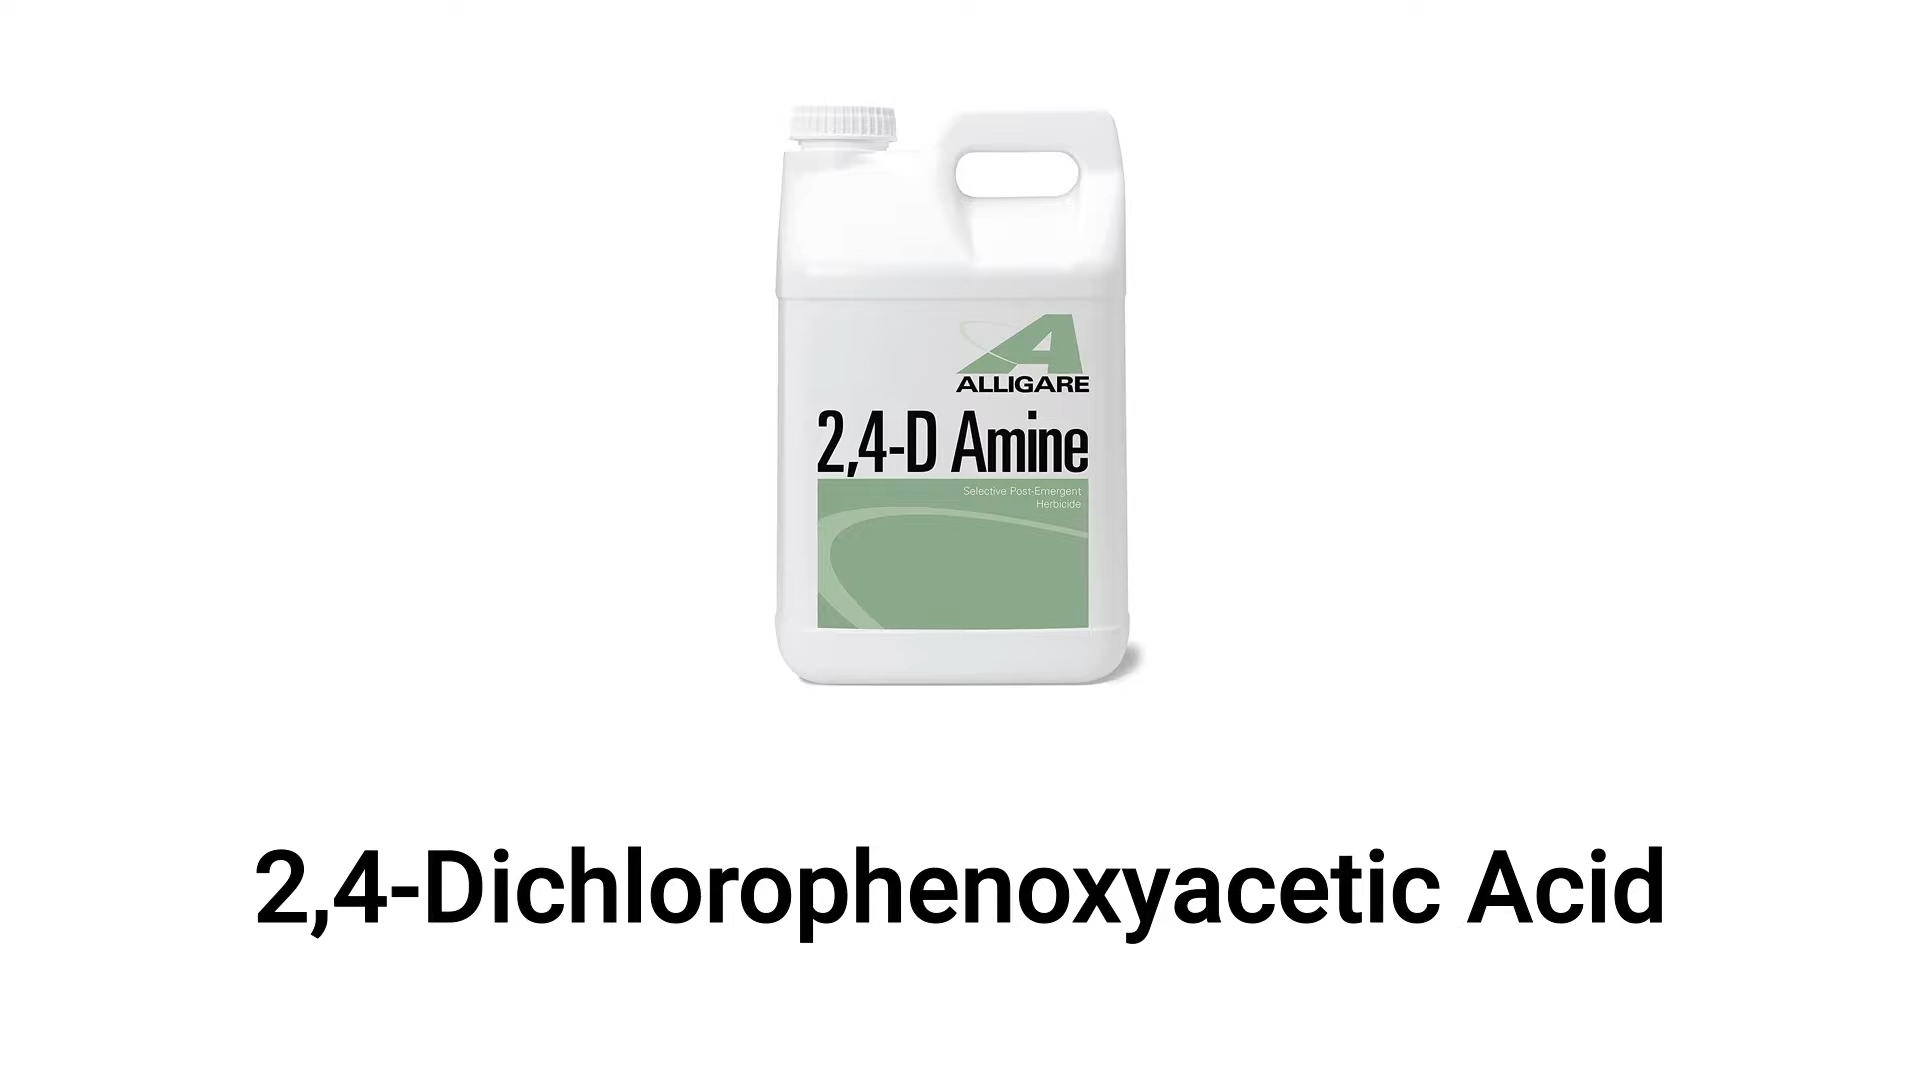 ALLIGARE
2,4-D Amine
Selective Post-Emergent
Herbicide
2,4-Dichlorophenoxyacetic Acid